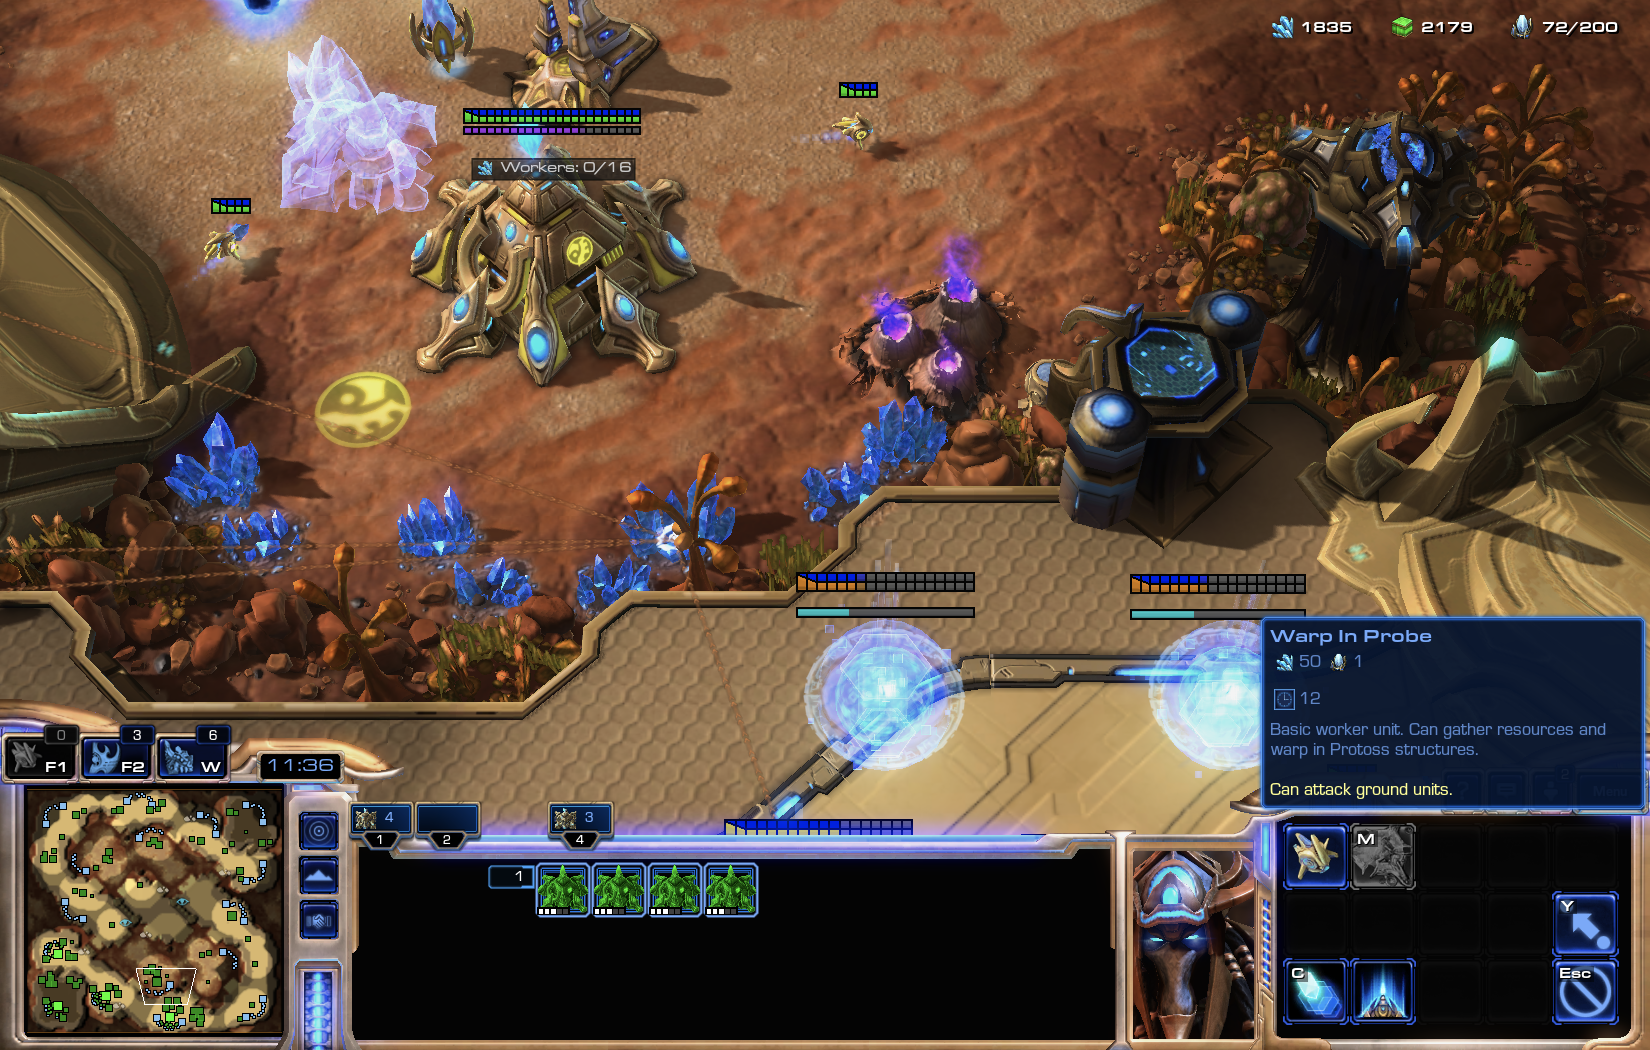 1835 2179 72/200
Workers: 0/16
Warp In Probe
50 1
12
Basic worker unit. Can gather resources and
warp in Protoss structures.
Can attack ground units.
0 3 6
F1 F2 W
11:36
4 3
1 2 4
1
M
Y
C Esc